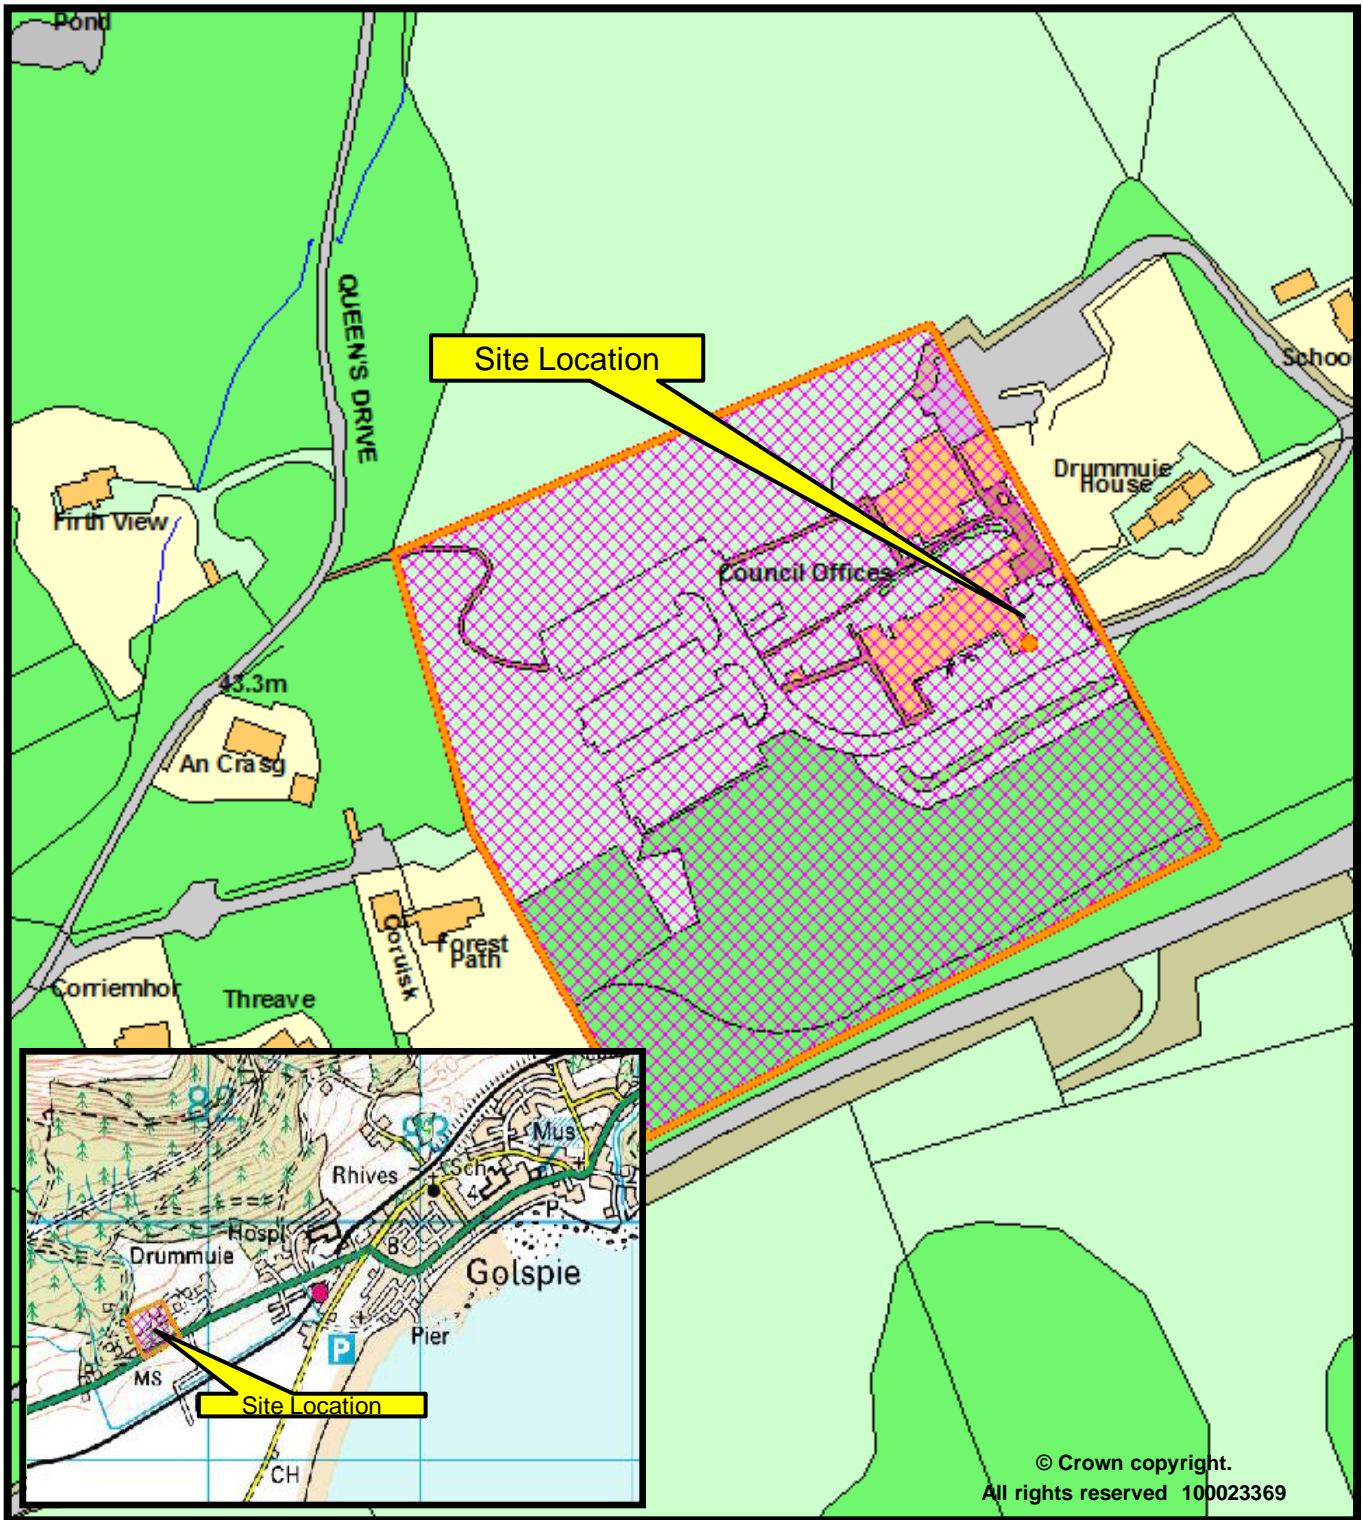 Pond
QUEEN'S DRIVE
Site Location
Schoo
Drummuie
House
Firth View
Council Offices
43.3m
An Crasg
Coruisk
Forest
Path
Corriemhor
Threave
82
83
Mus
Rhives
Sch
4
P
Hospl
Drummuie
8
Golspie
Pier
P
MS
Site Location
CH
© Crown copyright.
All rights reserved 100023369